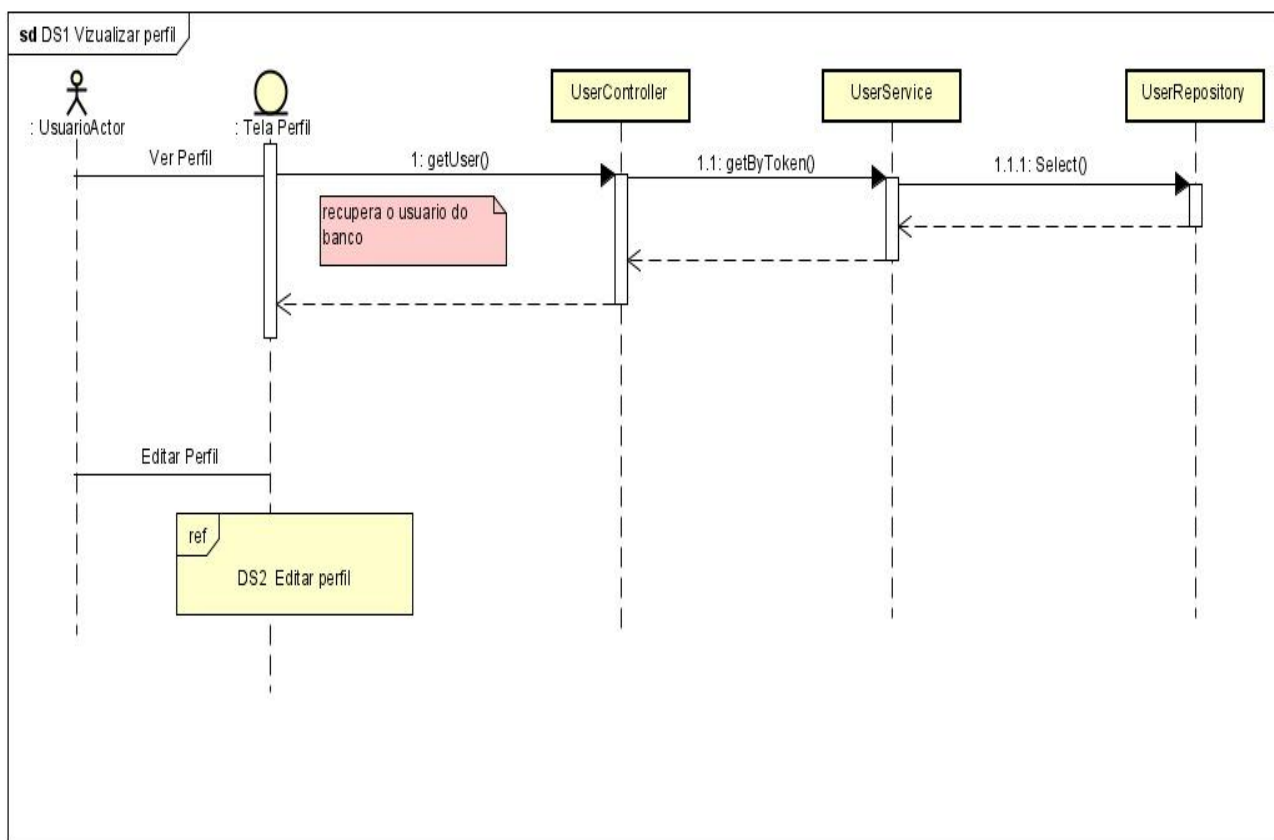 sd DS1 Vizualizar perfil
: UsuarioActor
: Tela Perfil
UserController
UserService
UserRepository
Ver Perfil
1: getUser()
1.1: getByToken()
1.1.1: Select()
recupera o usuario do
banco
Editar Perfil
ref
DS2 Editar perfil